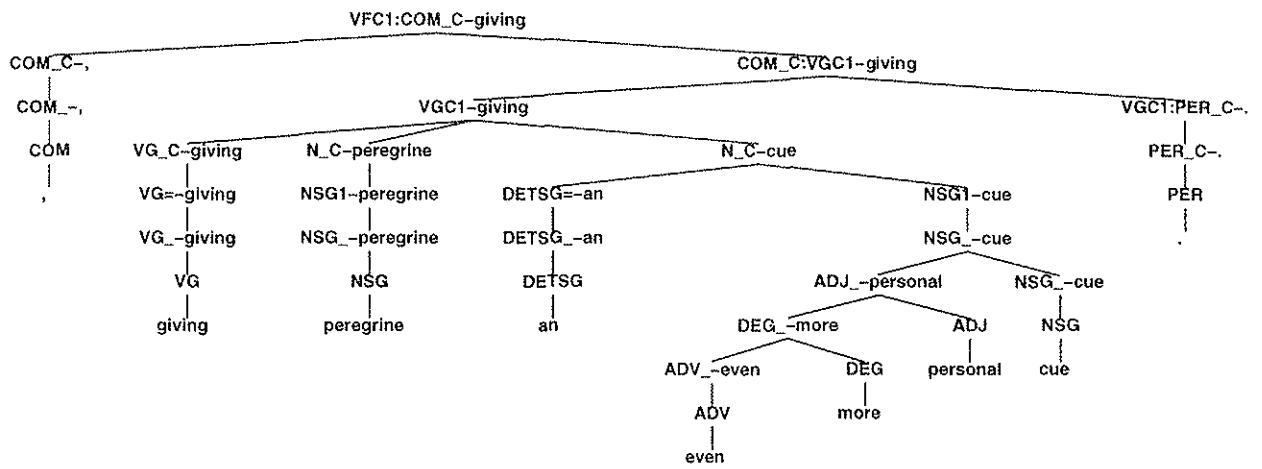 VFC1:COM_C-giving
COM_C-, COM_C:VGC1-giving
COM_-, VGC1-giving VGC1:PER_C-.
COM VG_C-giving N_C-peregrine N_C-cue PER_C-.
, VG=-giving NSG1-peregrine DETSG=-an NSG1-cue PER
VG_-giving NSG_-peregrine DETSG_-an NSG_-cue .
VG NSG DETSG ADJ_-personal NSG_-cue
giving peregrine an DEG_-more ADJ NSG
ADV_-even DEG personal cue
ADV more
even